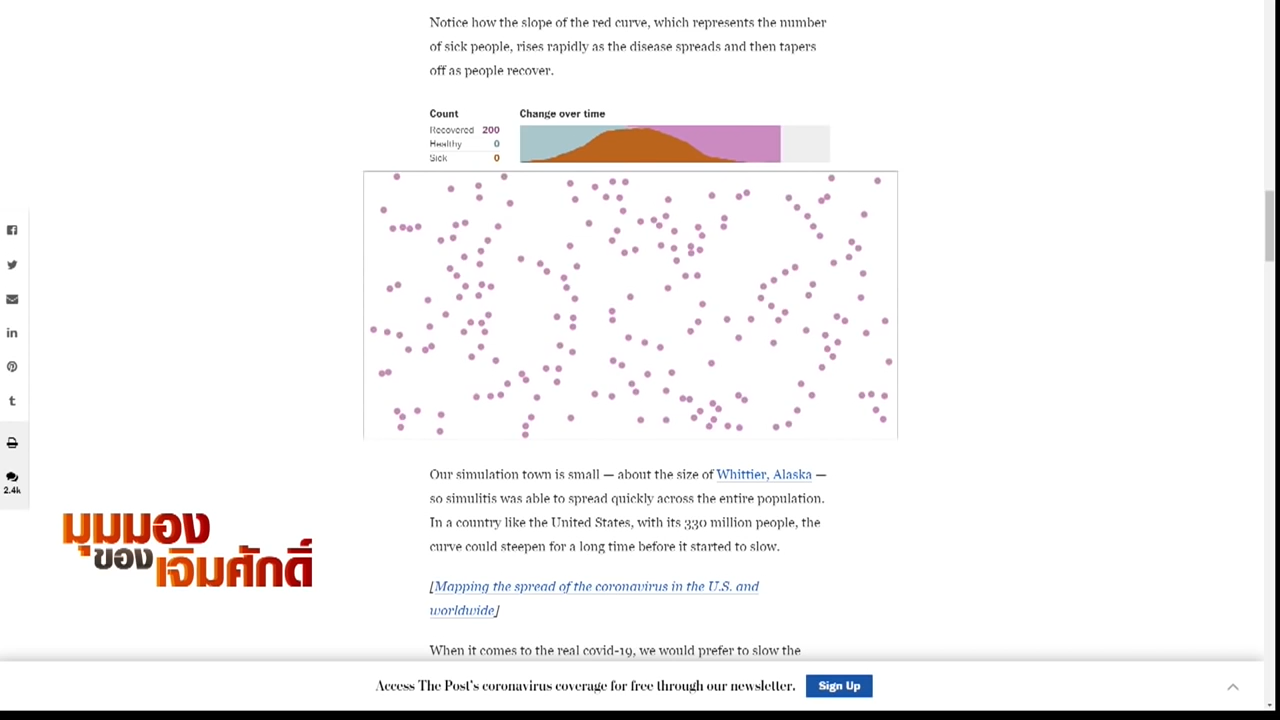 Notice how the slope of the red curve, which represents the number
of sick people, rises rapidly as the disease spreads and then tapers
off as people recover.
Count
Change over time
Recovered 200
Healthy 0
Sick 0
2.4k
Our simulation town is small — about the size of Whittier, Alaska —
so simulitis was able to spread quickly across the entire population.
In a country like the United States, with its 330 million people, the
curve could steepen for a long time before it started to slow.
[Mapping the spread of the coronavirus in the U.S. and
worldwide]
When it comes to the real covid-19, we would prefer to slow the
มุมมอง
ของ
เจิมศักดิ์
Access The Post's coronavirus coverage for free through our newsletter.
Sign Up